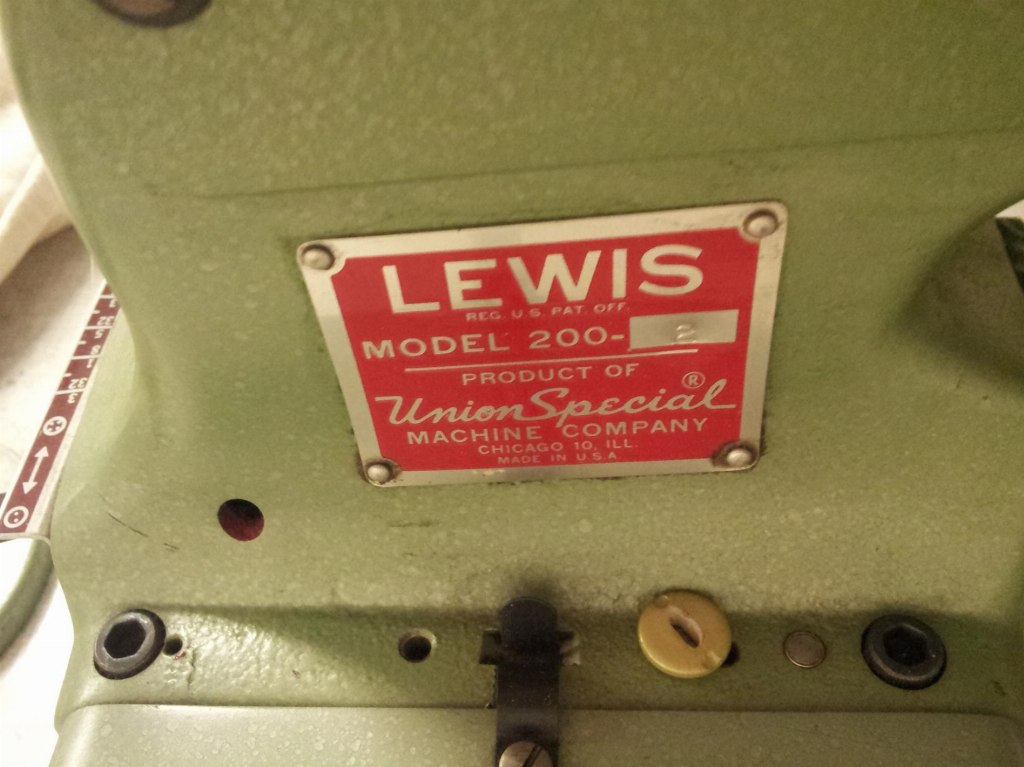 LEWIS
REG. U.S. PAT. OFF.
MODEL 200-2
PRODUCT OF
Union Special ®
MACHINE COMPANY
CHICAGO 10, ILL.
MADE IN U.S.A.